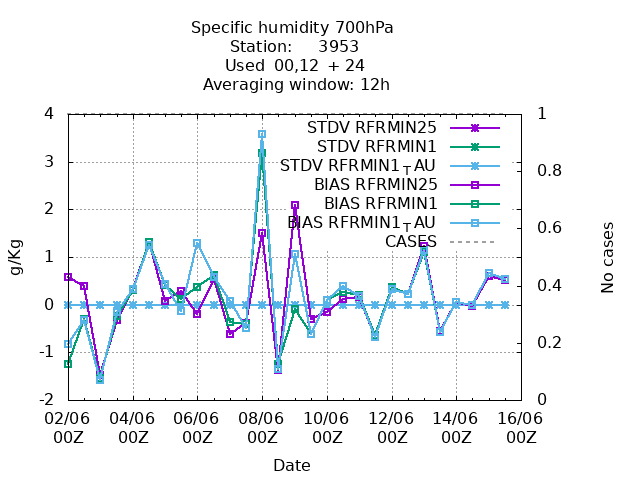 Specific humidity 700hPa
Station: 3953
Used 00,12 + 24
Averaging window: 12h
4 1
STDV RFRMIN25
STDV RFRMIN1
3 STDV RFRMIN1TAU 0.8
BIAS RFRMIN25
2 BIAS RFRMIN1
BIAS RFRMIN1TAU 0.6
CASES
1
0 0.4
-1 0.2
-2 0
g/Kg
No cases
02/06 04/06 06/06 08/06 10/06 12/06 14/06 16/06
00Z 00Z 00Z 00Z 00Z 00Z 00Z 00Z
Date